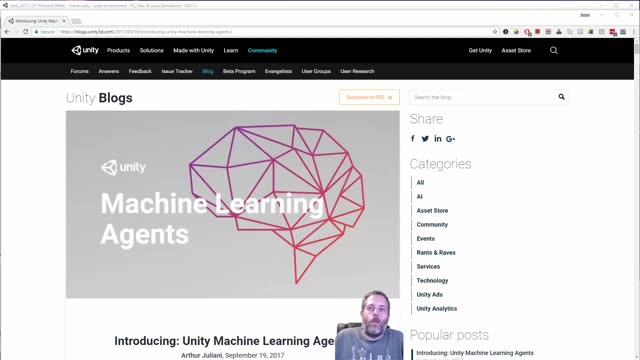 Introducing: Unity Mach
Secure
https://blogs.unity3d.com/2017/09/19/introducing-unity-machine-learning-agents/
unity Products Solutions Made with Unity Learn Community Get Unity Asset Store
Forums Answers Feedback Issue Tracker Blog Beta Program Evangelists User Groups User Research
Unity Blogs
Subscribe to RSS
Search the blog...
Share
Categories
All
AI
Asset Store
Community
Events
Rants & Raves
Services
Technology
Unity Ads
Unity Analytics
unity
Machine Learning
Agents
Introducing: Unity Machine Learning Age
Arthur Juliani, September 19, 2017
Popular posts
Introducing: Unity Machine Learning Agents